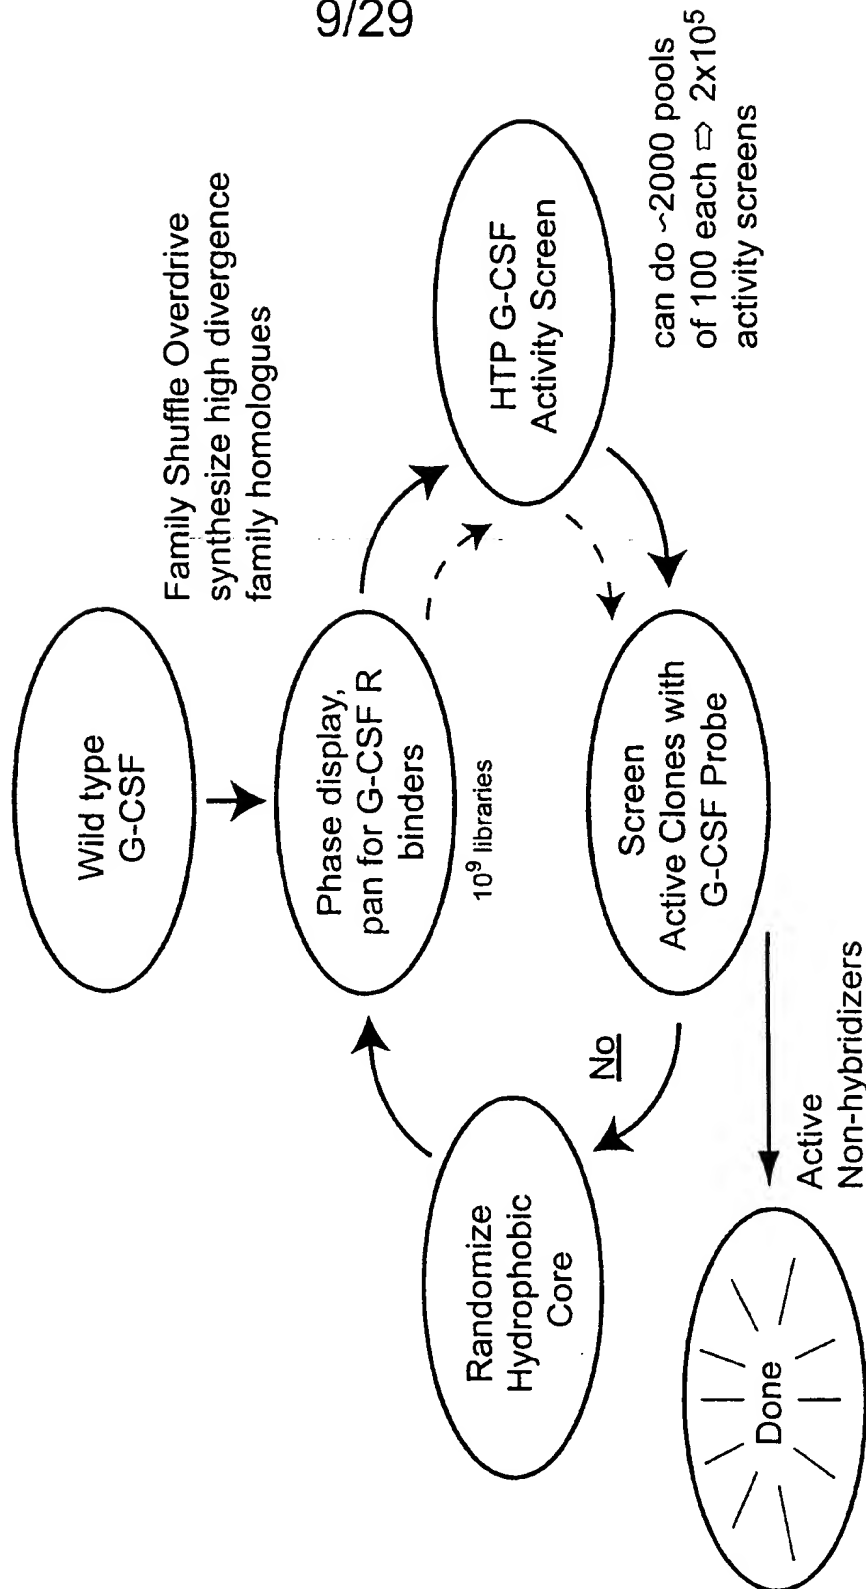 9/29
Family Shuffle Overdrive
synthesize high divergence
family homologues
Wild type
G-CSF
Phase display,
pan for G-CSF R
binders
10⁹ libraries
HTP G-CSF
Activity Screen
can do ~2000 pools
of 100 each ⇨ 2x10⁵
activity screens
Screen
Active Clones with
G-CSF Probe
No
Randomize
Hydrophobic
Core
Active
Non-hybridizers
Done